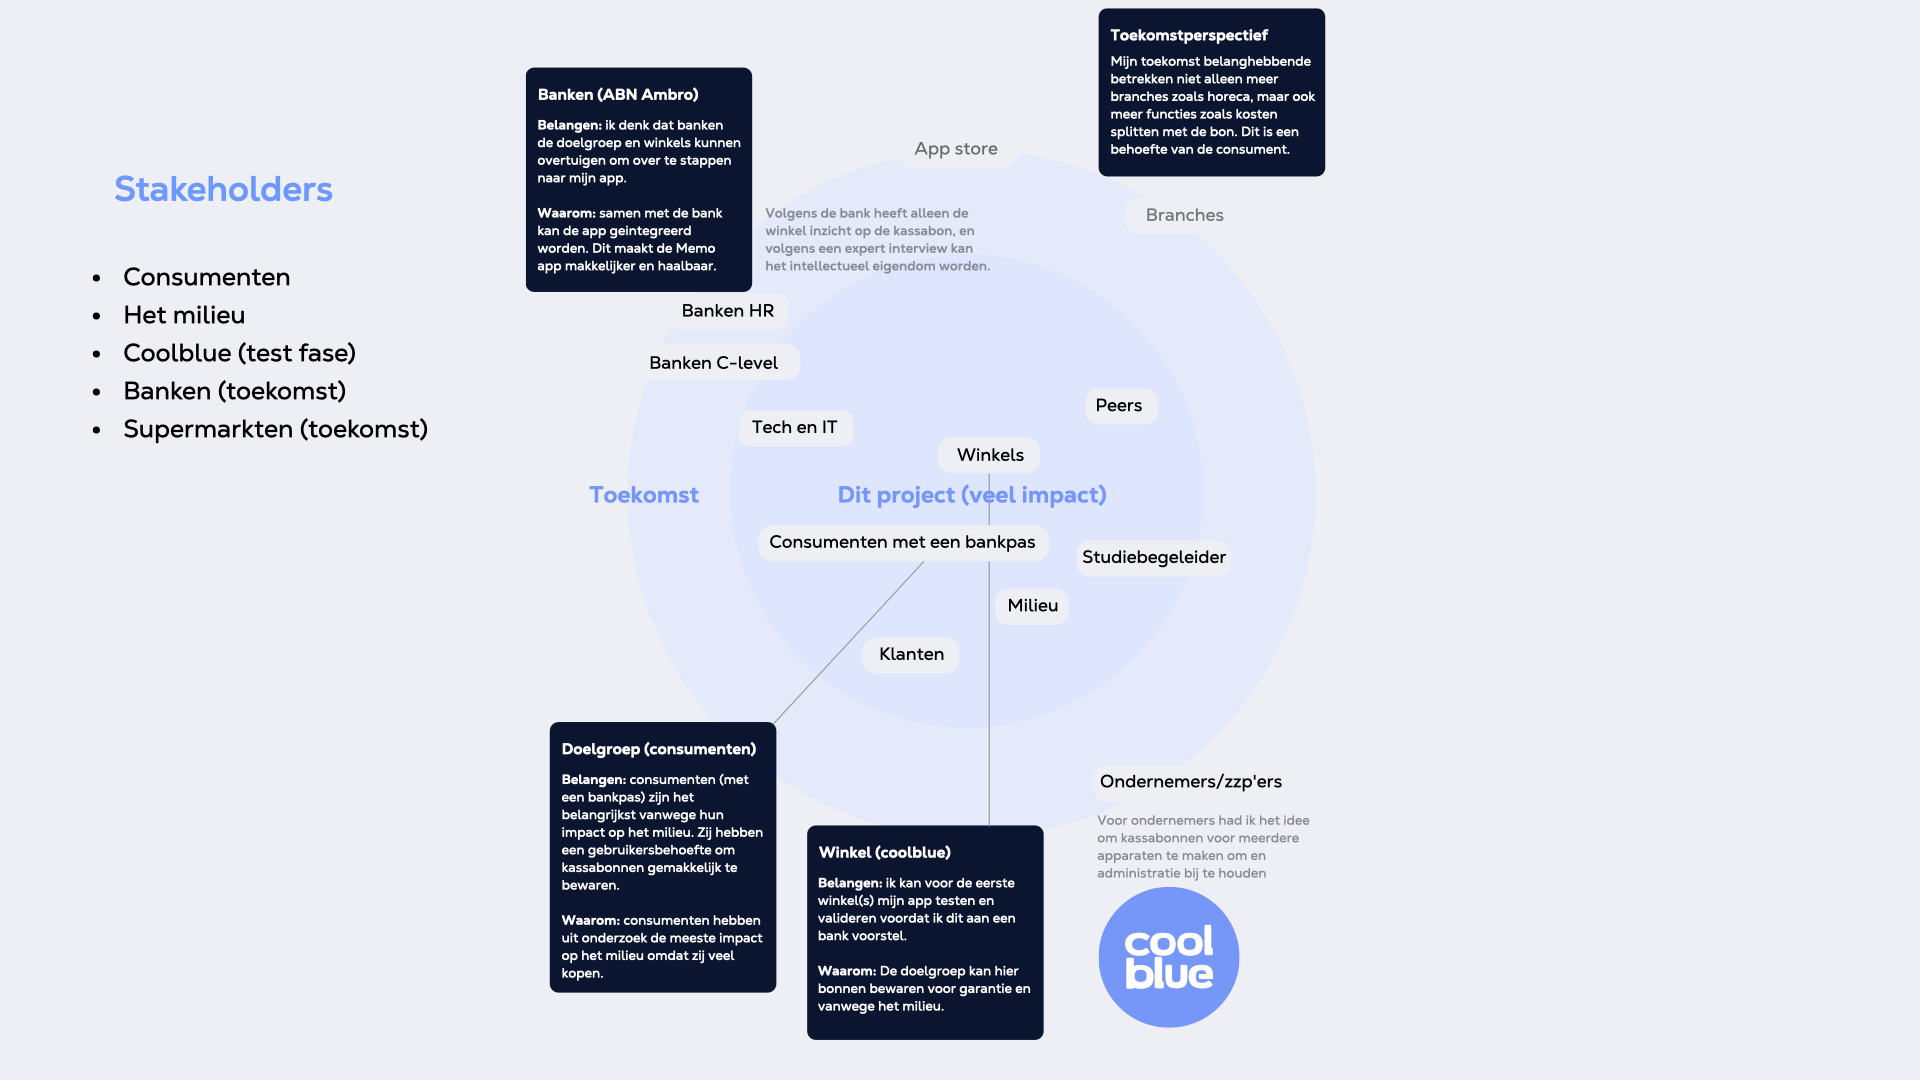 Stakeholders
• Consumenten
• Het milieu
• Coolblue (test fase)
• Banken (toekomst)
• Supermarkten (toekomst)
Banken (ABN Ambro)
Belangen: ik denk dat banken
de doelgroep en winkels kunnen
overtuigen om over te stappen
naar mijn app.
Waarom: samen met de bank
kan de app geintegreerd
worden. Dit maakt de Memo
app makkelijker en haalbaar.
Volgens de bank heeft alleen de
winkel inzicht op de kassabon, en
volgens een expert interview kan
het intellectueel eigendom worden.
App store
Toekomstperspectief
Mijn toekomst belanghebbende
betrekken niet alleen meer
branches zoals horeca, maar ook
meer functies zoals kosten
splitten met de bon. Dit is een
behoefte van de consument.
Branches
Banken HR
Banken C-level
Tech en IT
Peers
Winkels
Toekomst
Dit project (veel impact)
Consumenten met een bankpas
Studiebegeleider
Milieu
Klanten
Doelgroep (consumenten)
Belangen: consumenten (met
een bankpas) zijn het
belangrijkst vanwege hun
impact op het milieu. Zij hebben
een gebruikersbehoefte om
kassabonnen gemakkelijk te
bewaren.
Waarom: consumenten hebben
uit onderzoek de meeste impact
op het milieu omdat zij veel
kopen.
Winkel (coolblue)
Belangen: ik kan voor de eerste
winkel(s) mijn app testen en
valideren voordat ik dit aan een
bank voorstel.
Waarom: De doelgroep kan hier
bonnen bewaren voor garantie en
vanwege het milieu.
Ondernemers/zzp'ers
Voor ondernemers had ik het idee
om kassabonnen voor meerdere
apparaten te maken om en
administratie bij te houden
cool
blue